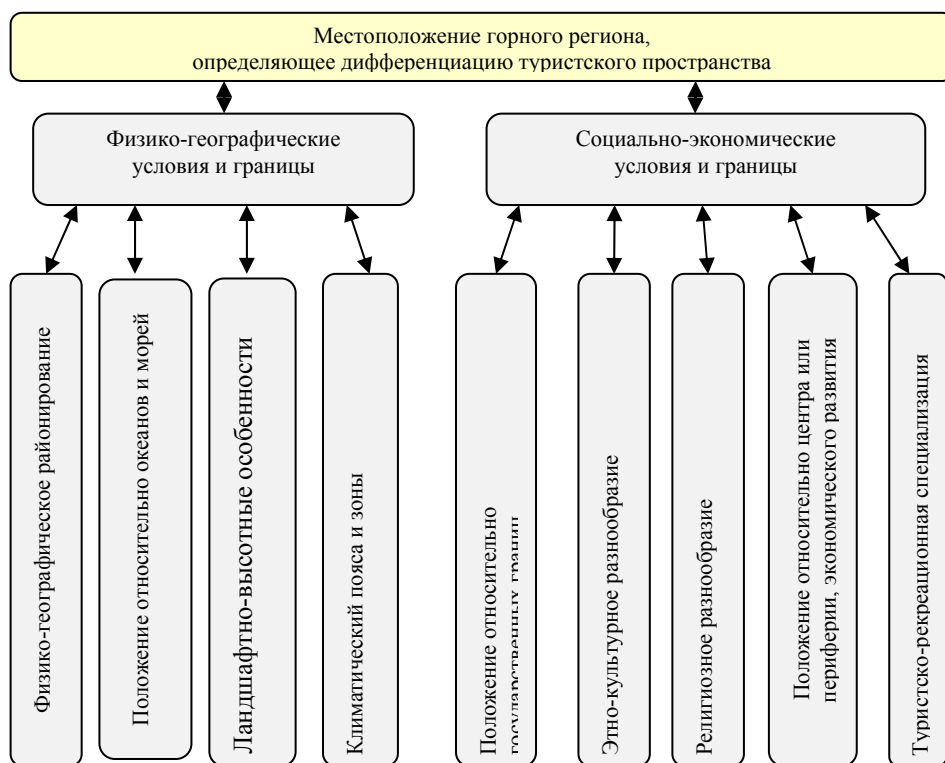 Местоположение горного региона,
определяющее дифференциацию туристского пространства
Физико-географические
условия и границы
Социально-экономические
условия и границы
Физико-географическое районирование
Положение относительно океанов и морей
Ландшафтно-высотные особенности
Климатический пояса и зоны
Положение относительно
государственных границ
Этно-культурное разнообразие
Религиозное разнообразие
Положение относительно центра или
периферии, экономического развития
Туристско-рекреационная специализация